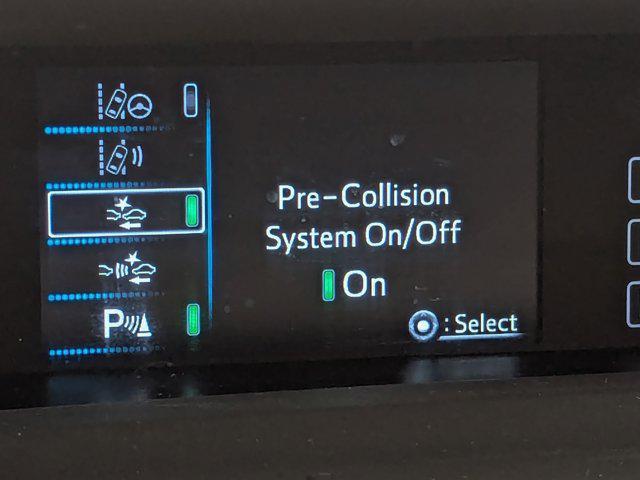 Pre-Collision
System On/Off
On
: Select
P